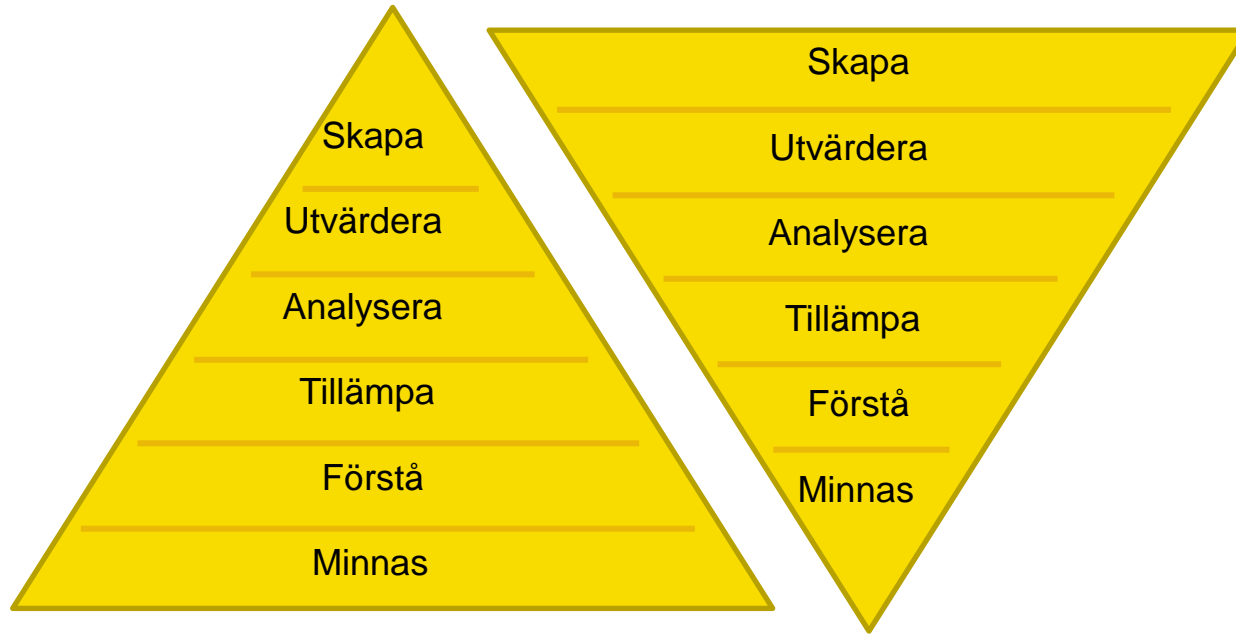 Skapa
Utvärdera
Analysera
Tillämpa
Förstå
Minnas
Skapa
Utvärdera
Analysera
Tillämpa
Förstå
Minnas